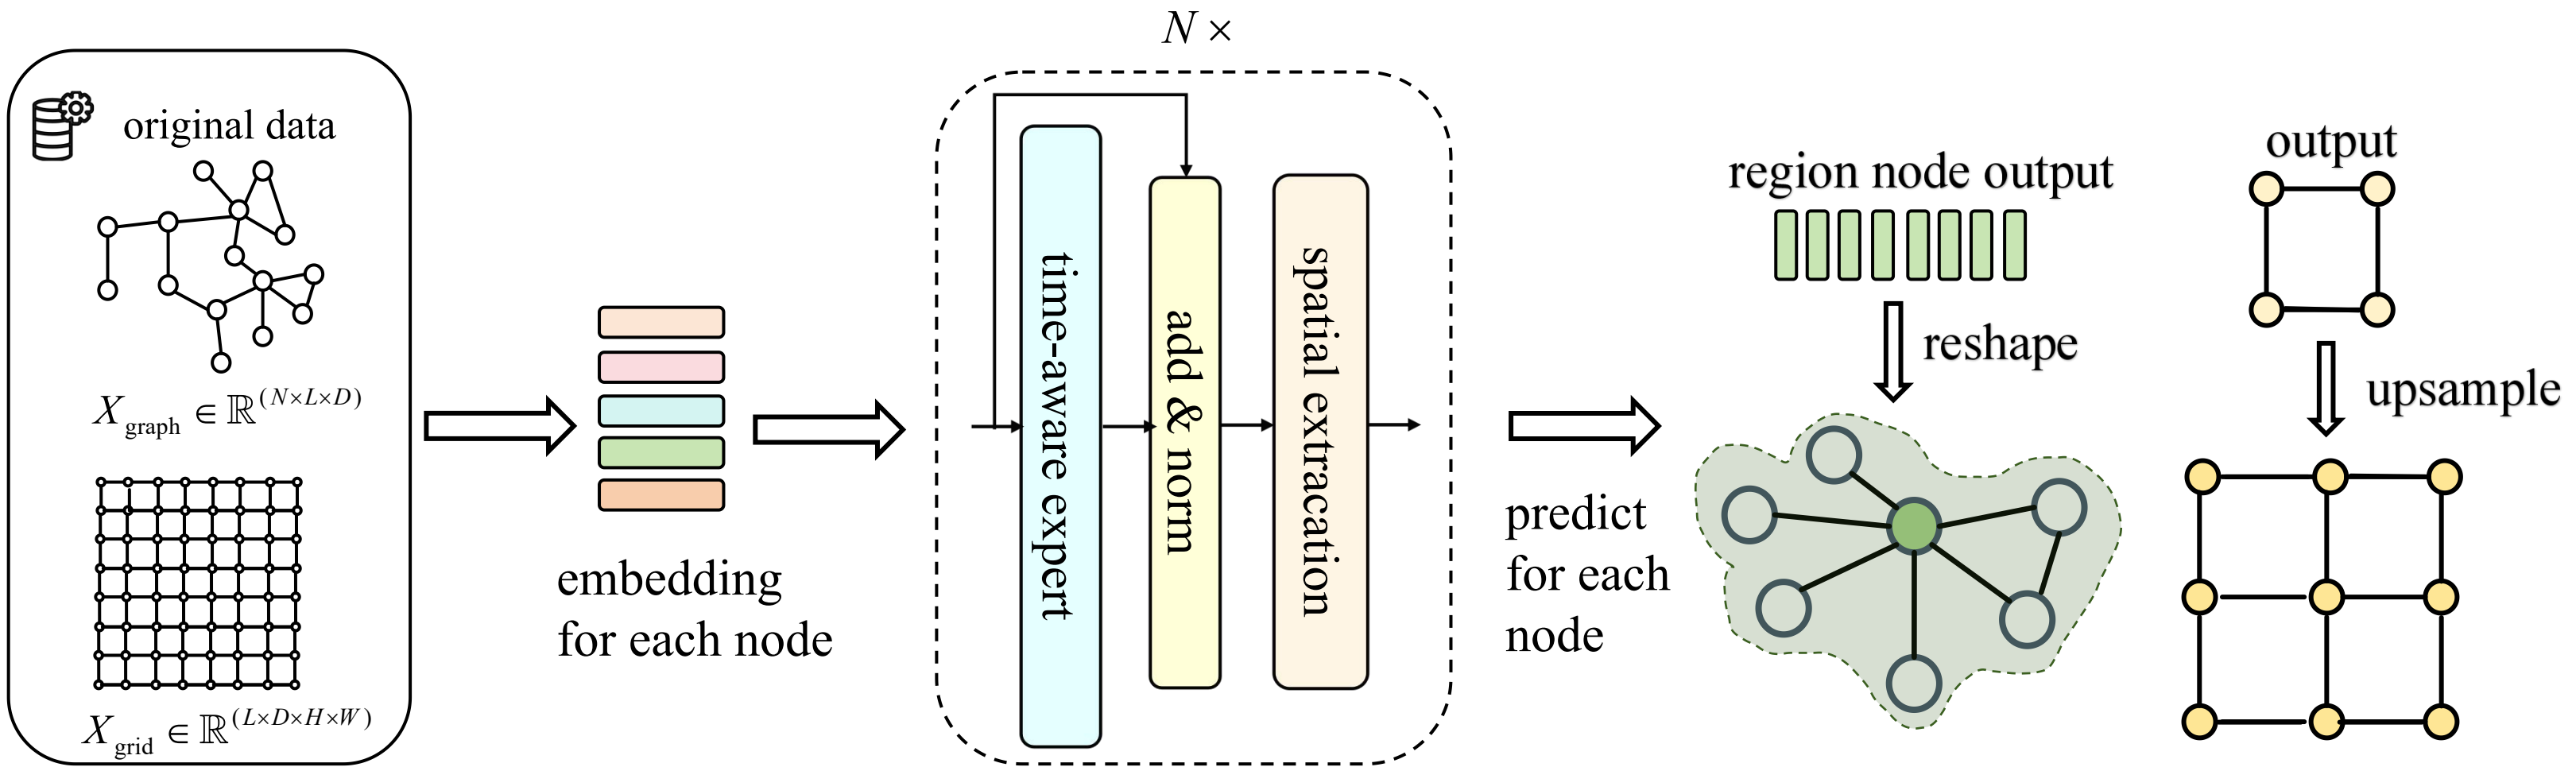 original data
X_graph ∈ ℝ^(N×L×D)
X_grid ∈ ℝ^(L×D×H×W)
embedding
for each node
N ×
time-aware expert
add & norm
spatial extracation
predict
for each
node
region node output
reshape
output
upsample